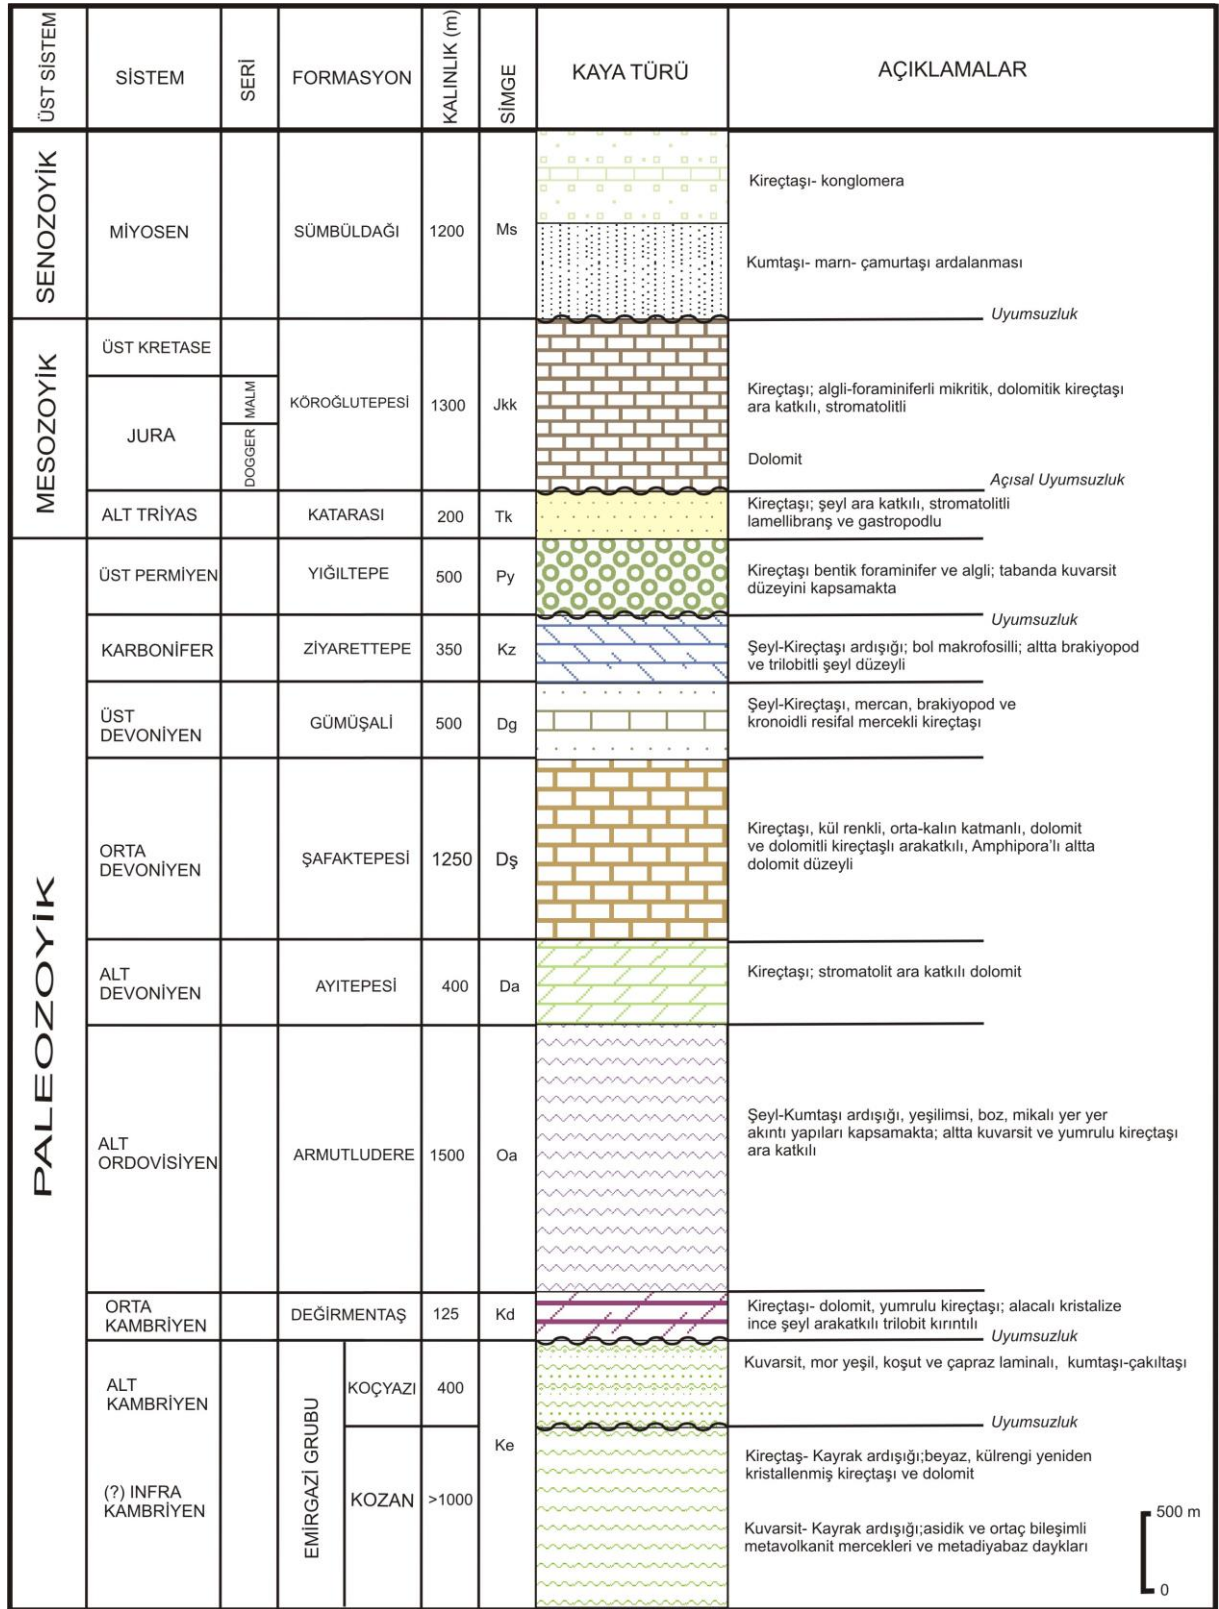 ÜST SİSTEM
SİSTEM
SERİ
FORMASYON
KALINLIK (m)
SİMGE
KAYA TÜRÜ
AÇIKLAMALAR
SENOZOYİK
MİYOSEN
SÜMBÜLDAĞI
1200
Ms
Kireçtaşı- konglomera
Kumtaşı- marn- çamurtaşı ardalanması
Uyumsuzluk
MESOZOYİK
ÜST KRETASE
JURA
MALM
DOGGER
KÖROĞLUTEPESİ
1300
Jkk
Kireçtaşı; algli-foraminiferli mikritik, dolomitik kireçtaşı
ara katkılı, stromatolitli
Dolomit
Açısal Uyumsuzluk
ALT TRİYAS
KATARASI
200
Tk
Kireçtaşı; şeyl ara katkılı, stromatolitli
lamellibranş ve gastropodlu
PALEOZOYİK
ÜST PERMİYEN
YIĞILTEPE
500
Py
Kireçtaşı bentik foraminifer ve algli; tabanda kuvarsit
düzeyini kapsamakta
Uyumsuzluk
KARBONİFER
ZİYARETTEPE
350
Kz
Şeyl-Kireçtaşı ardışığı; bol makrofosilli; altta brakiyopod
ve trilobitli şeyl düzeyli
ÜST
DEVONİYEN
GÜMÜŞALİ
500
Dg
Şeyl-Kireçtaşı, mercan, brakiyopod ve
kronoidli resifal mercekli kireçtaşı
ORTA
DEVONİYEN
ŞAFAKTEPESİ
1250
Dş
Kireçtaşı, kül renkli, orta-kalın katmanlı, dolomit
ve dolomitli kireçtaşlı arakatkılı, Amphipora'lı altta
dolomit düzeyli
ALT
DEVONİYEN
AYITEPESİ
400
Da
Kireçtaşı; stromatolit ara katkılı dolomit
ALT
ORDOVİSİYEN
ARMUTLUDERE
1500
Oa
Şeyl-Kumtaşı ardışığı, yeşilimsi, boz, mikalı yer yer
akıntı yapıları kapsamakta; altta kuvarsit ve yumrulu kireçtaşı
ara katkılı
ORTA
KAMBRİYEN
DEĞİRMENTAŞ
125
Kd
Kireçtaşı- dolomit, yumrulu kireçtaşı; alacalı kristalize
ince şeyl arakatkılı trilobit kırıntılı
Uyumsuzluk
ALT
KAMBRİYEN
EMİRGAZİ GRUBU
KOÇYAZI
400
Ke
Kuvarsit, mor yeşil, koşut ve çapraz laminalı, kumtaşı-çakıltaşı
Uyumsuzluk
(?) INFRA
KAMBRİYEN
KOZAN
>1000
Kireçtaş- Kayrak ardışığı;beyaz, külrengi yeniden
kristallenmiş kireçtaşı ve dolomit
Kuvarsit- Kayrak ardışığı;asidik ve ortaç bileşimli
metavolkanit mercekleri ve metadiyabaz daykları
500 m
0